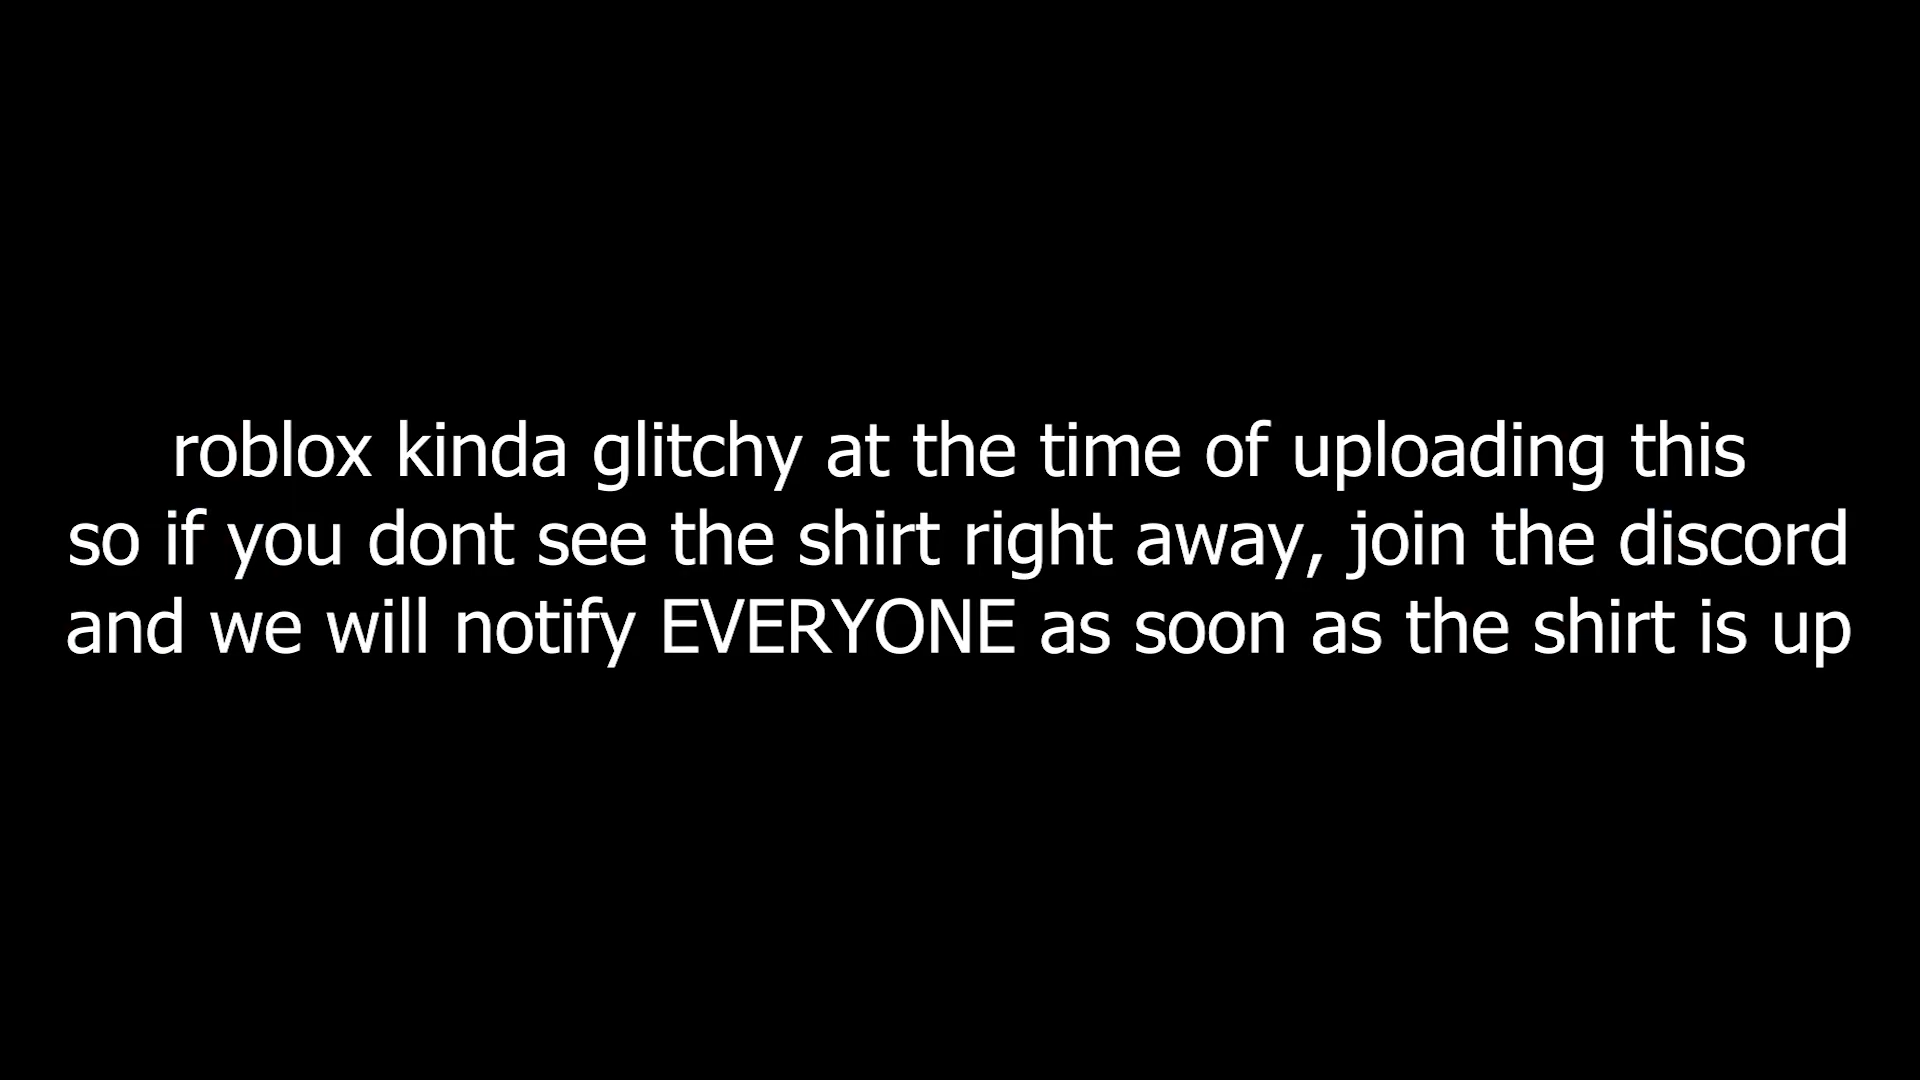 roblox kinda glitchy at the time of uploading this
so if you dont see the shirt right away, join the discord
and we will notify EVERYONE as soon as the shirt is up